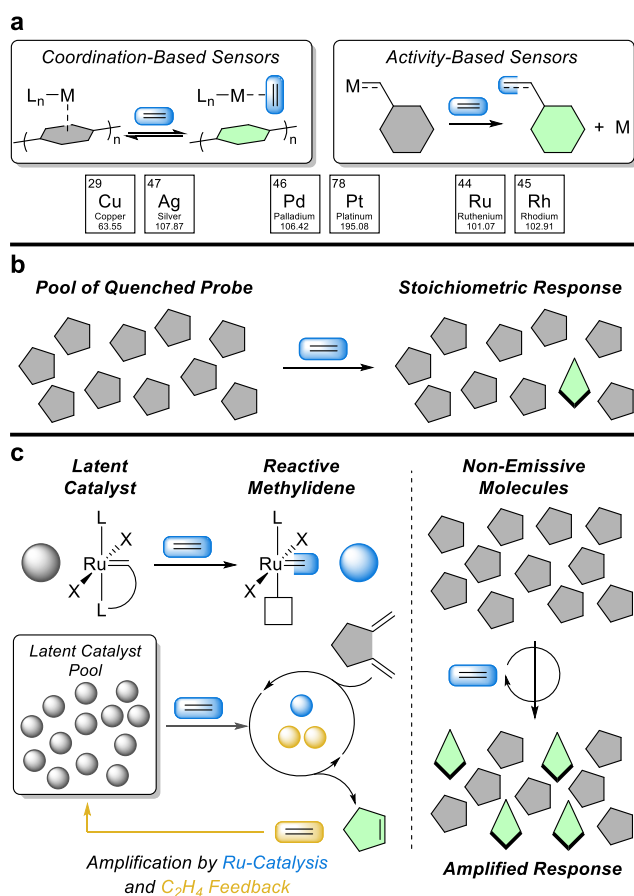 a
Coordination-Based Sensors
Activity-Based Sensors
Lₙ–M
Lₙ–M
n
n
M
+ M
29
Cu
Copper
63.55
47
Ag
Silver
107.87
46
Pd
Palladium
106.42
78
Pt
Platinum
195.08
44
Ru
Ruthenium
101.07
45
Rh
Rhodium
102.91
b
Pool of Quenched Probe
Stoichiometric Response
c
Latent
Catalyst
Reactive
Methylidene
Non-Emissive
Molecules
L
X
Ru
X
L
L
X
Ru
X
Latent Catalyst
Pool
Amplification by Ru-Catalysis
and C₂H₄ Feedback
Amplified Response